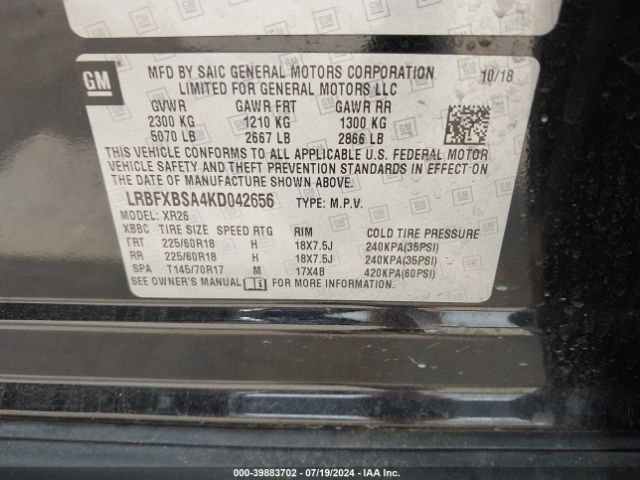 GM
MFD BY SAIC GENERAL MOTORS CORPORATION 10/18
LIMITED FOR GENERAL MOTORS LLC
GVWR GAWR FRT GAWR RR
2300 KG 1210 KG 1300 KG
5070 LB 2667 LB 2866 LB
THIS VEHICLE CONFORMS TO ALL APPLICABLE U.S. FEDERAL MOTOR
VEHICLE SAFETY AND THEFT PREVENTION STANDARDS IN EFFECT ON
THE DATE OF MANUFACTURE SHOWN ABOVE.
LRBFXBSA4KD042656 TYPE: M.P.V.
MODEL: XR26
XBBC TIRE SIZE SPEED RTG RIM COLD TIRE PRESSURE
TRT 225/60R18 H 18X7.5J 240KPA(35PSI)
RR 225/60R18 H 18X7.5J 240KPA(35PSI)
SPA T145/70R17 M 17X4B 420KPA(60PSI)
SEE OWNER'S MANUAL FOR MORE INFORMATION
000-39883702 - 07/19/2024 - IAA Inc.